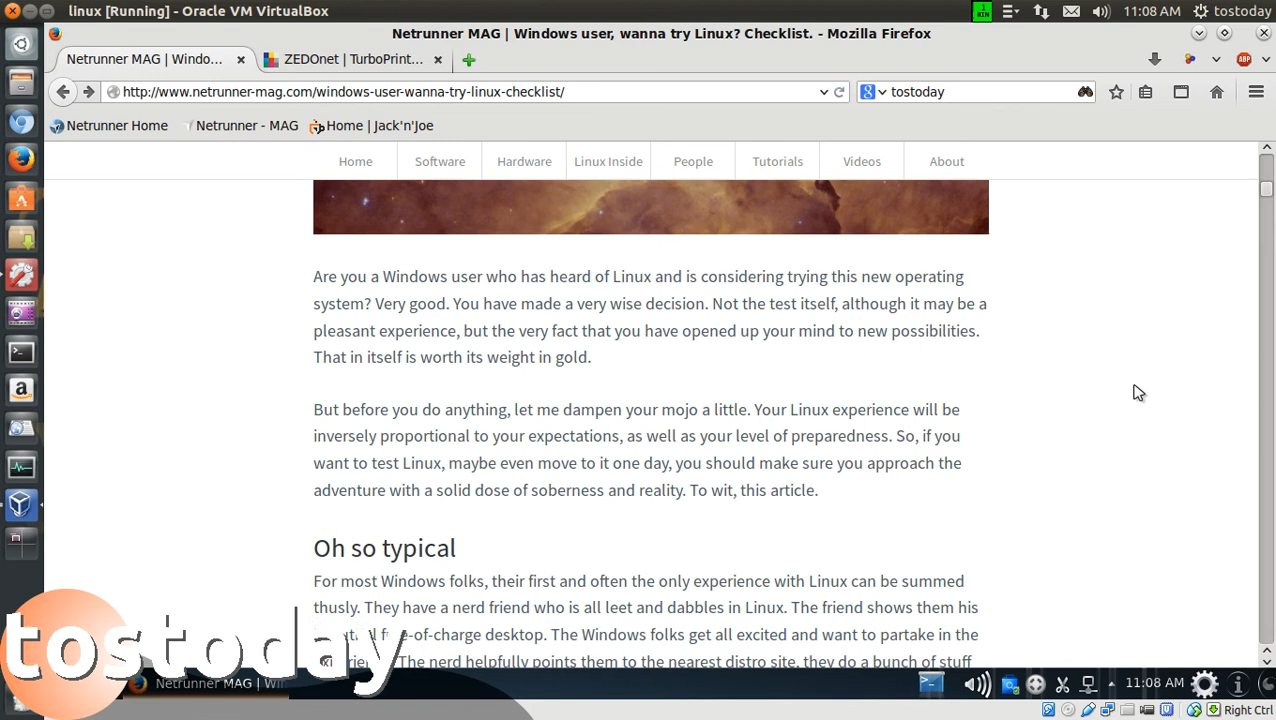 linux [Running] - Oracle VM VirtualBox
1 MIN
11:08 AM
tostoday
Netrunner MAG | Windows user, wanna try Linux? Checklist. - Mozilla Firefox
Netrunner MAG | Windo...
ZEDOnet | TurboPrint...
ABP
http://www.netrunner-mag.com/windows-user-wanna-try-linux-checklist/
8
tostoday
Netrunner Home
Netrunner - MAG
Home | Jack'n'Joe
Home
Software
Hardware
Linux Inside
People
Tutorials
Videos
About
Are you a Windows user who has heard of Linux and is considering trying this new operating
system? Very good. You have made a very wise decision. Not the test itself, although it may be a
pleasant experience, but the very fact that you have opened up your mind to new possibilities.
That in itself is worth its weight in gold.
But before you do anything, let me dampen your mojo a little. Your Linux experience will be
inversely proportional to your expectations, as well as your level of preparedness. So, if you
want to test Linux, maybe even move to it one day, you should make sure you approach the
adventure with a solid dose of soberness and reality. To wit, this article.
Oh so typical
For most Windows folks, their first and often the only experience with Linux can be summed
thusly. They have a nerd friend who is all leet and dabbles in Linux. The friend shows them his
-of-charge desktop. The Windows folks get all excited and want to partake in the
The nerd helpfully points them to the nearest distro site, they do a bunch of stuff
tostoday
Netrunner MAG | Wi
11:08 AM
Right Ctrl